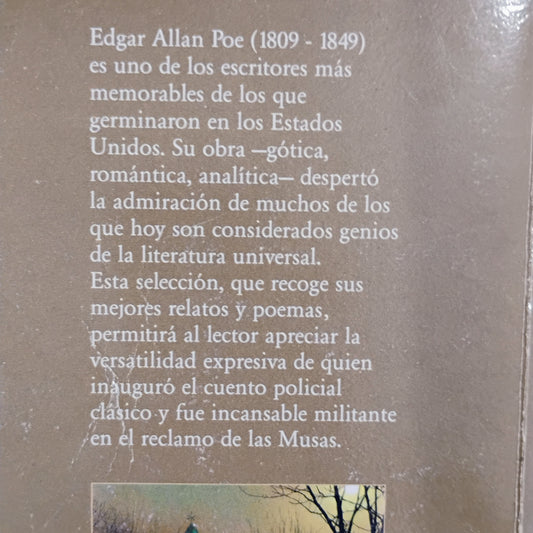 Edgar Allan Poe (1809 - 1849)
es uno de los escritores más
memorables de los que
germinaron en los Estados
Unidos. Su obra —gótica,
romántica, analítica— despertó
la admiración de muchos de los
que hoy son considerados genios
de la literatura universal.
Esta selección, que recoge sus
mejores relatos y poemas,
permitirá al lector apreciar la
versatilidad expresiva de quien
inauguró el cuento policial
clásico y fue incansable militante
en el reclamo de las Musas.